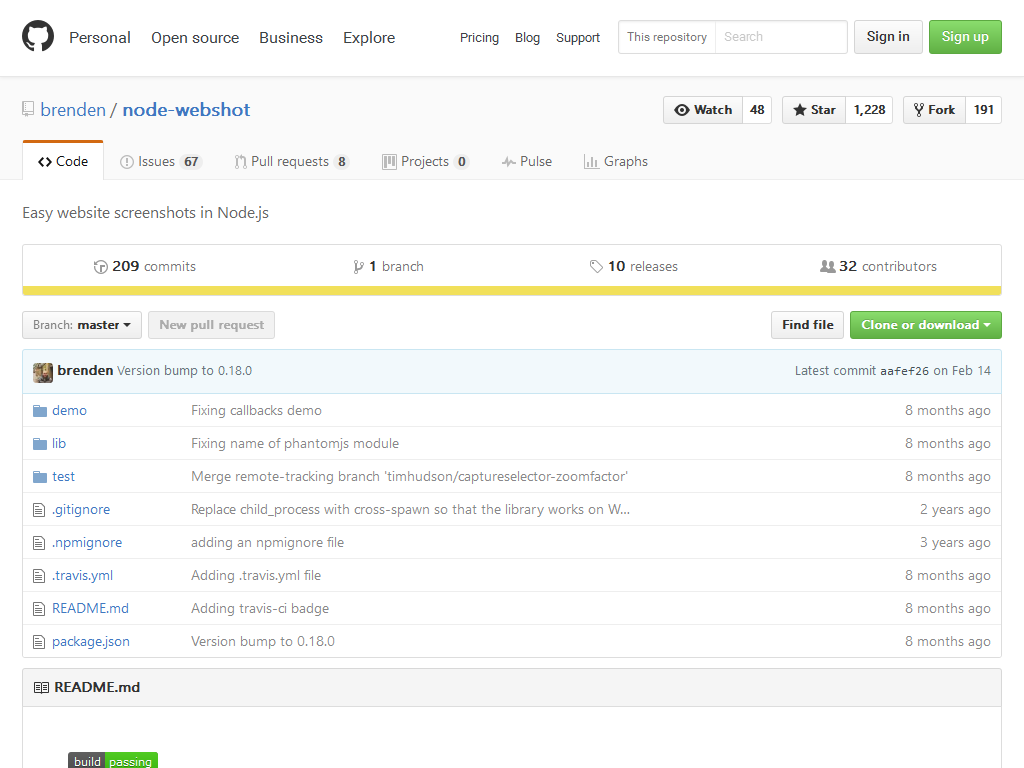 Personal Open source Business Explore Pricing Blog Support This repository Search Sign in Sign up
brenden / node-webshot Watch 48 Star 1,228 Fork 191
Code Issues 67 Pull requests 8 Projects 0 Pulse Graphs
Easy website screenshots in Node.js
209 commits 1 branch 10 releases 32 contributors
Branch: master New pull request Find file Clone or download
brenden Version bump to 0.18.0 Latest commit aafef26 on Feb 14
demo Fixing callbacks demo 8 months ago
lib Fixing name of phantomjs module 8 months ago
test Merge remote-tracking branch 'timhudson/captureselector-zoomfactor' 8 months ago
.gitignore Replace child_process with cross-spawn so that the library works on W... 2 years ago
.npmignore adding an npmignore file 3 years ago
.travis.yml Adding .travis.yml file 8 months ago
README.md Adding travis-ci badge 8 months ago
package.json Version bump to 0.18.0 8 months ago
README.md
build passing